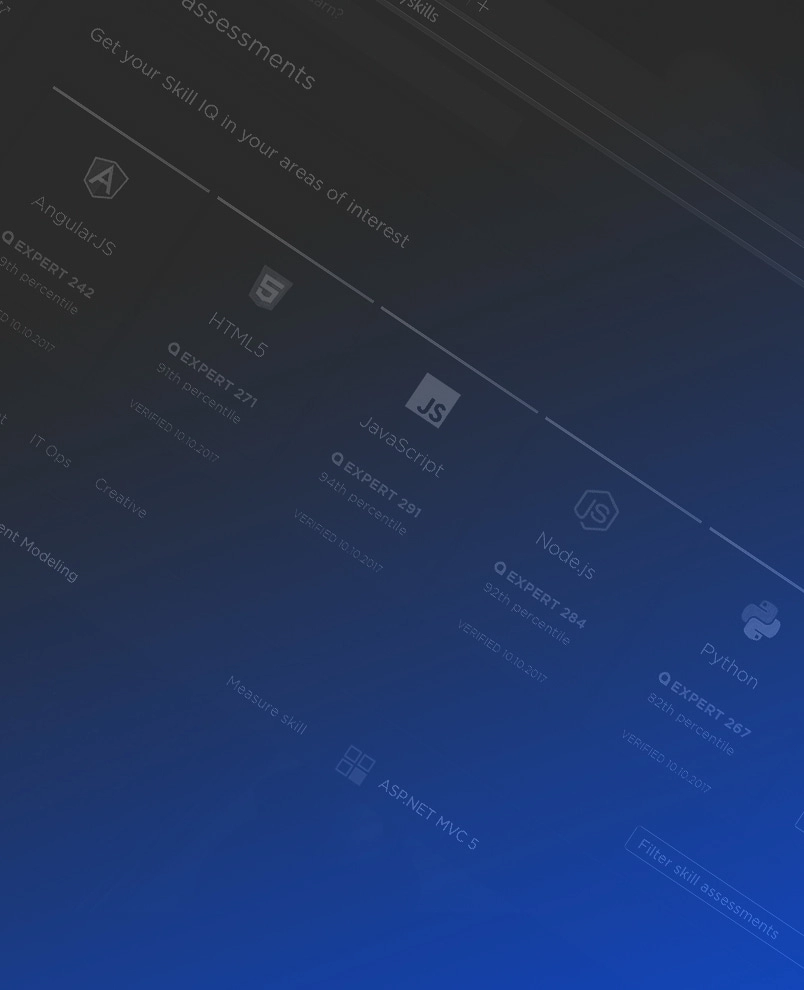 skills
assessments
Get your Skill IQ in your areas of interest
AngularJS
EXPERT 242
9th percentile
10.10.2017
HTML5
EXPERT 271
91th percentile
VERIFIED 10.10.2017
JS
JavaScript
EXPERT 291
94th percentile
VERIFIED 10.10.2017
JS
Node.js
EXPERT 284
92th percentile
VERIFIED 10.10.2017
Python
EXPERT 267
82th percentile
VERIFIED 10.10.2017
IT Ops
Creative
Modeling
Measure skill
ASP.NET MVC 5
Filter skill assessments